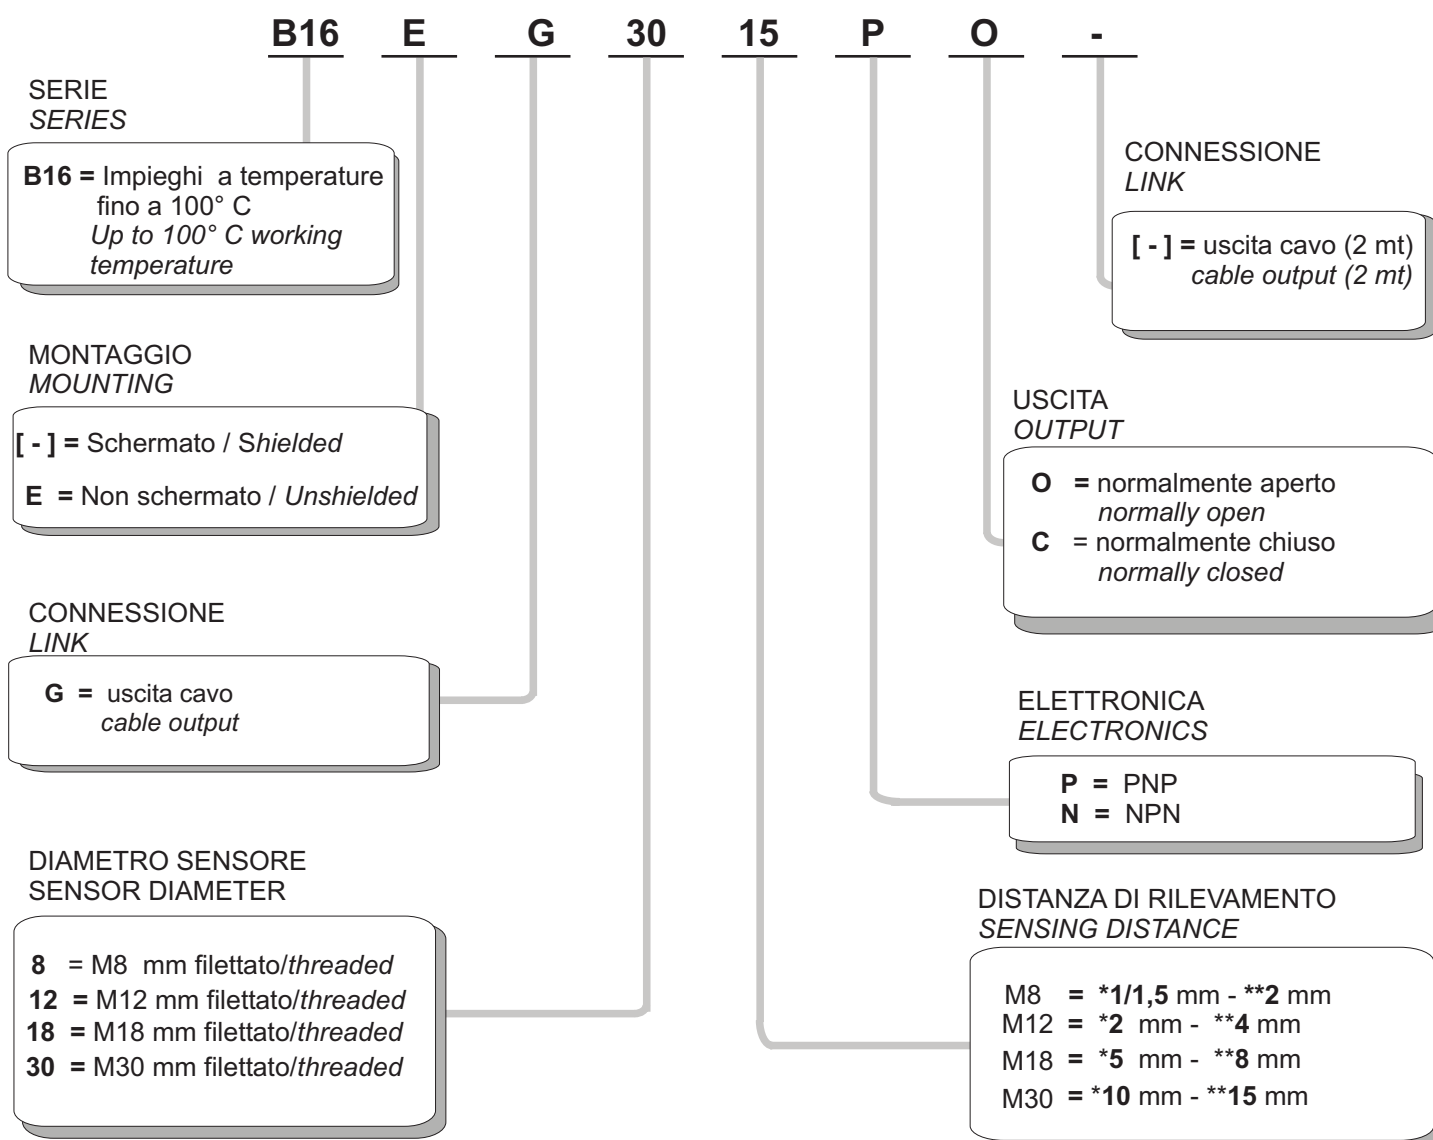 B16 E G 30 15 P O -
SERIE
SERIES
B16 = Impieghi a temperature
fino a 100° C
Up to 100° C working
temperature
MONTAGGIO
MOUNTING
[ - ] = Schermato / Shielded
E = Non schermato / Unshielded
CONNESSIONE
LINK
G = uscita cavo
cable output
DIAMETRO SENSORE
SENSOR DIAMETER
8 = M8 mm filettato/threaded
12 = M12 mm filettato/threaded
18 = M18 mm filettato/threaded
30 = M30 mm filettato/threaded
CONNESSIONE
LINK
[ - ] = uscita cavo (2 mt)
cable output (2 mt)
USCITA
OUTPUT
O = normalmente aperto
normally open
C = normalmente chiuso
normally closed
ELETTRONICA
ELECTRONICS
P = PNP
N = NPN
DISTANZA DI RILEVAMENTO
SENSING DISTANCE
M8 = *1/1,5 mm - **2 mm
M12 = *2 mm - **4 mm
M18 = *5 mm - **8 mm
M30 = *10 mm - **15 mm